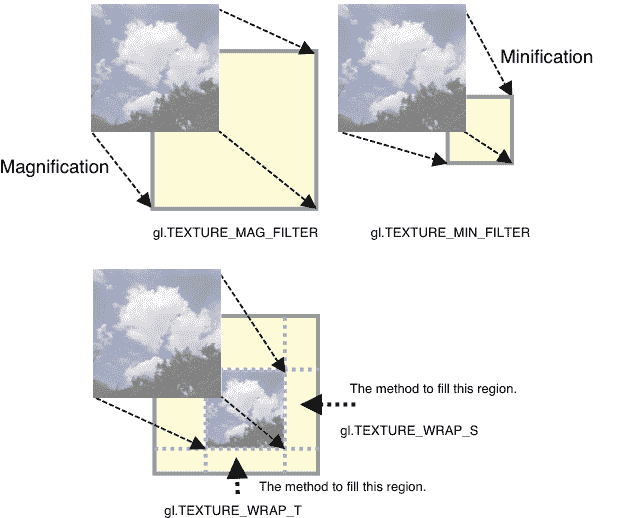 Minification
Magnification
gl.TEXTURE_MAG_FILTER
gl.TEXTURE_MIN_FILTER
The method to fill this region.
gl.TEXTURE_WRAP_S
The method to fill this region.
gl.TEXTURE_WRAP_T